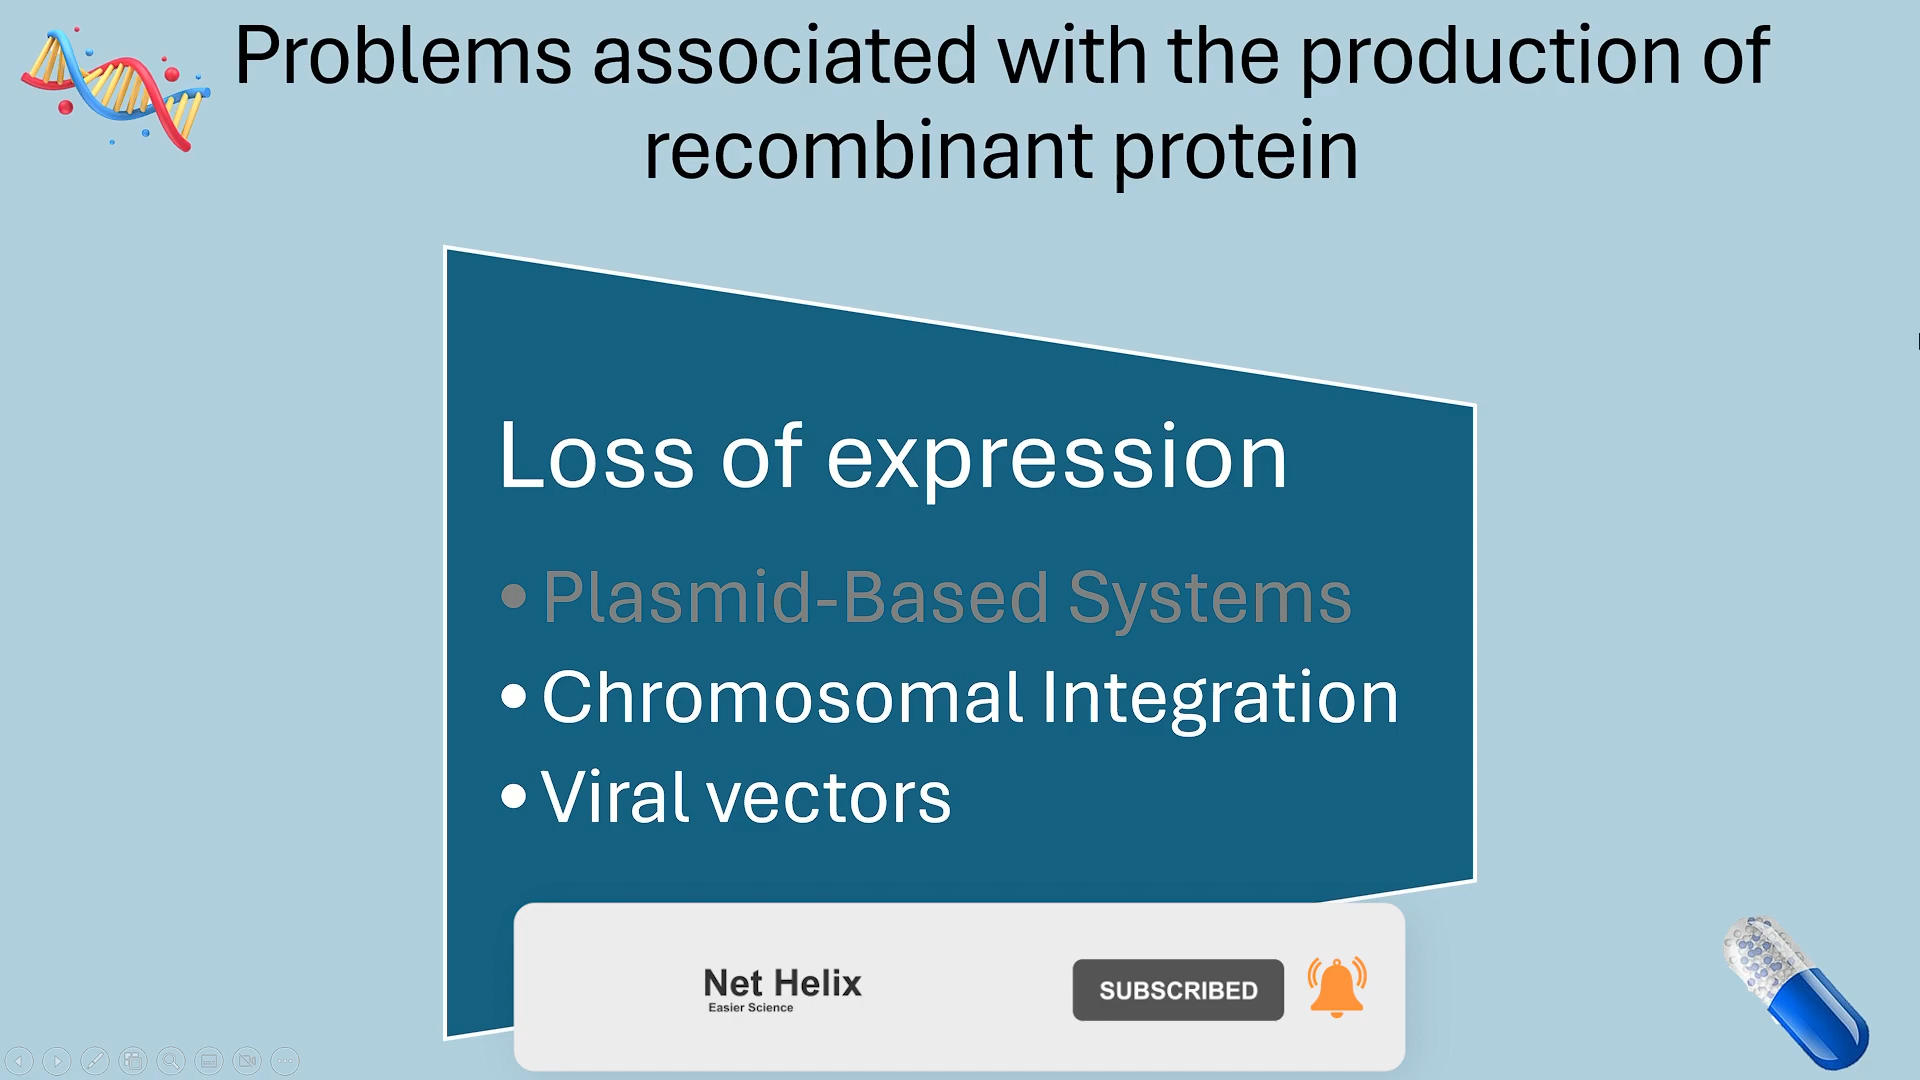 Problems associated with the production of
recombinant protein
Loss of expression
• Plasmid-Based Systems
• Chromosomal Integration
• Viral vectors
Net Helix
Easier Science
SUBSCRIBED